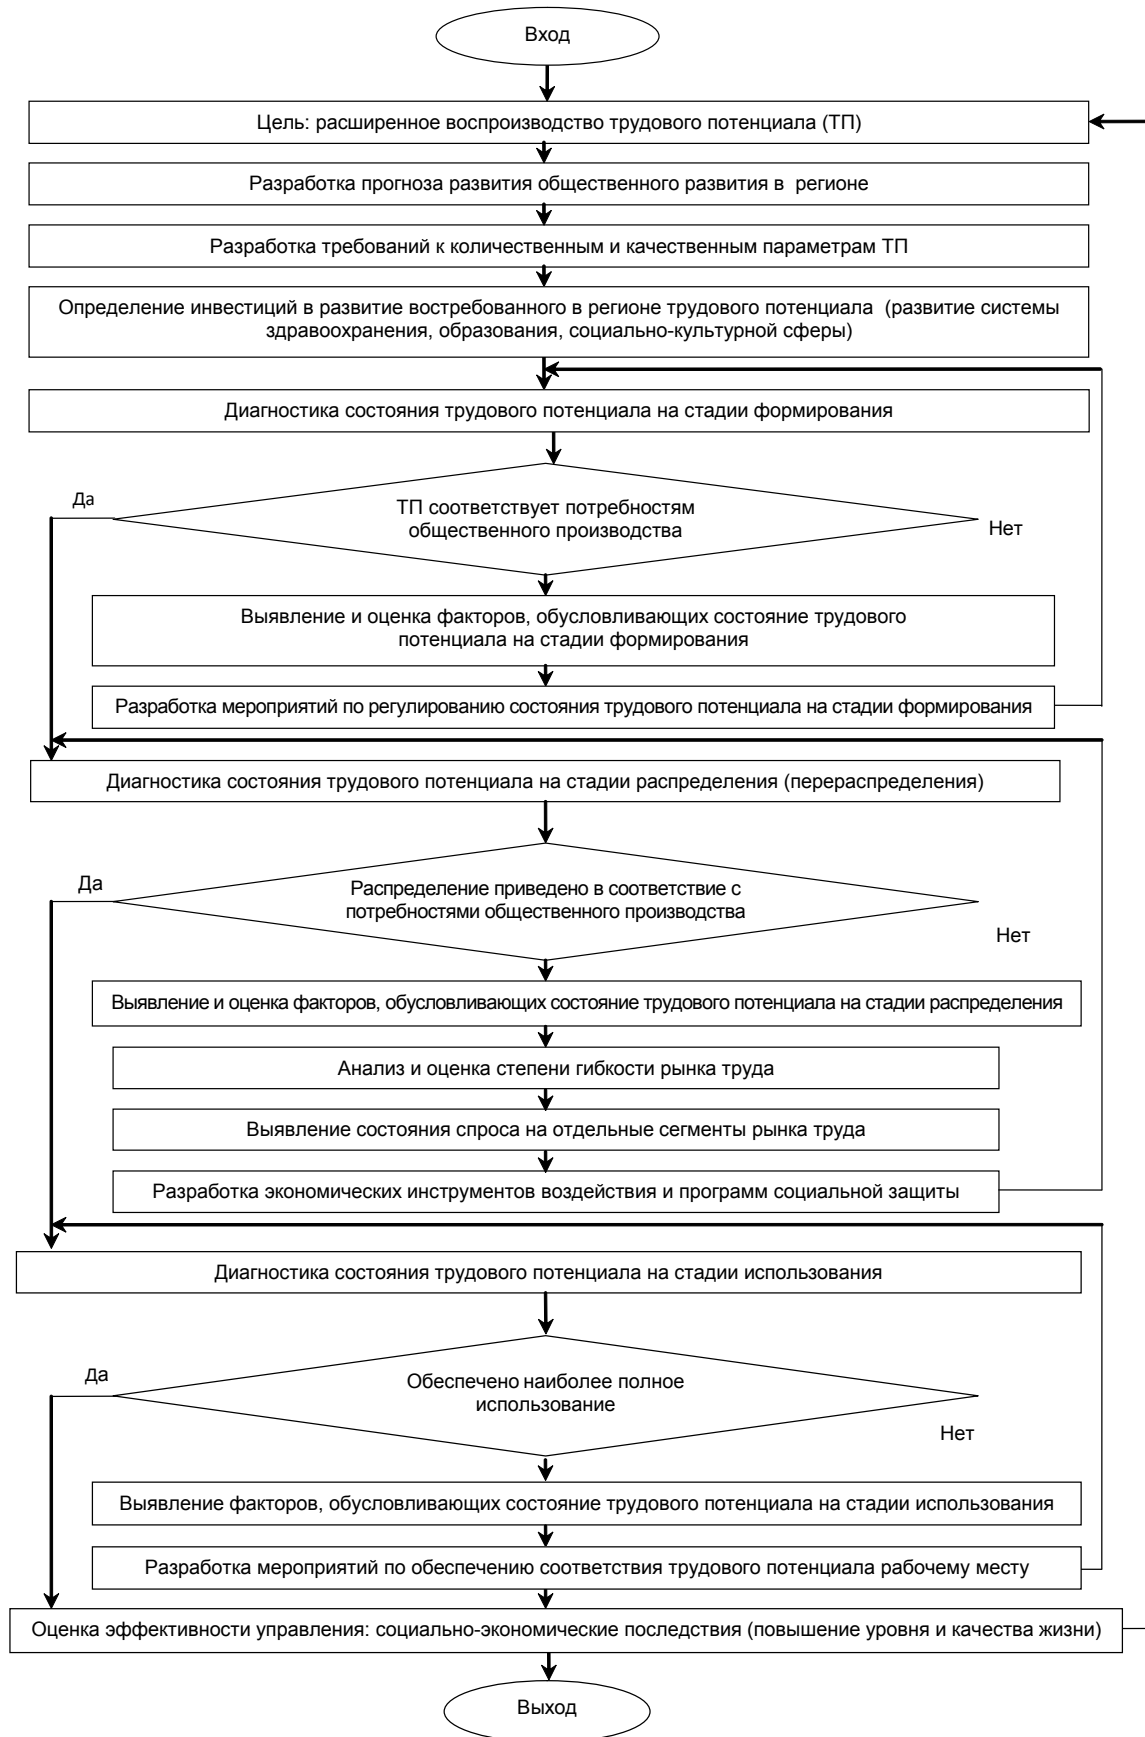 Вход
Цель: расширенное воспроизводство трудового потенциала (ТП)
Разработка прогноза развития общественного развития в регионе
Разработка требований к количественным и качественным параметрам ТП
Определение инвестиций в развитие востребованного в регионе трудового потенциала (развитие системы
здравоохранения, образования, социально-культурной сферы)
Диагностика состояния трудового потенциала на стадии формирования
Да
ТП соответствует потребностям
общественного производства
Нет
Выявление и оценка факторов, обусловливающих состояние трудового
потенциала на стадии формирования
Разработка мероприятий по регулированию состояния трудового потенциала на стадии формирования
Диагностика состояния трудового потенциала на стадии распределения (перераспределения)
Да
Распределение приведено в соответствие с
потребностями общественного производства
Нет
Выявление и оценка факторов, обусловливающих состояние трудового потенциала на стадии распределения
Анализ и оценка степени гибкости рынка труда
Выявление состояния спроса на отдельные сегменты рынка труда
Разработка экономических инструментов воздействия и программ социальной защиты
Диагностика состояния трудового потенциала на стадии использования
Да
Обеспечено наиболее полное
использование
Нет
Выявление факторов, обусловливающих состояние трудового потенциала на стадии использования
Разработка мероприятий по обеспечению соответствия трудового потенциала рабочему месту
Оценка эффективности управления: социально-экономические последствия (повышение уровня и качества жизни)
Выход